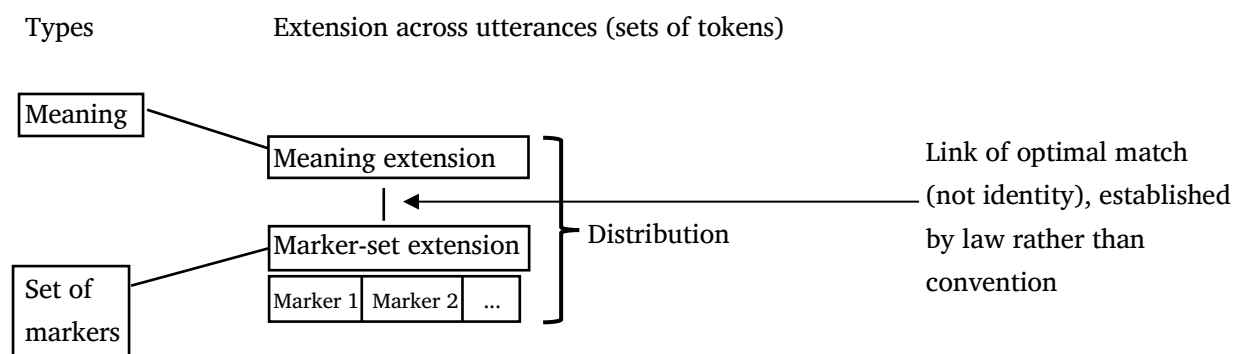 Types
Extension across utterances (sets of tokens)
Meaning
Meaning extension
Link of optimal match
(not identity), established
by law rather than
convention
Distribution
Marker-set extension
Set of
markers
Marker 1
Marker 2
...